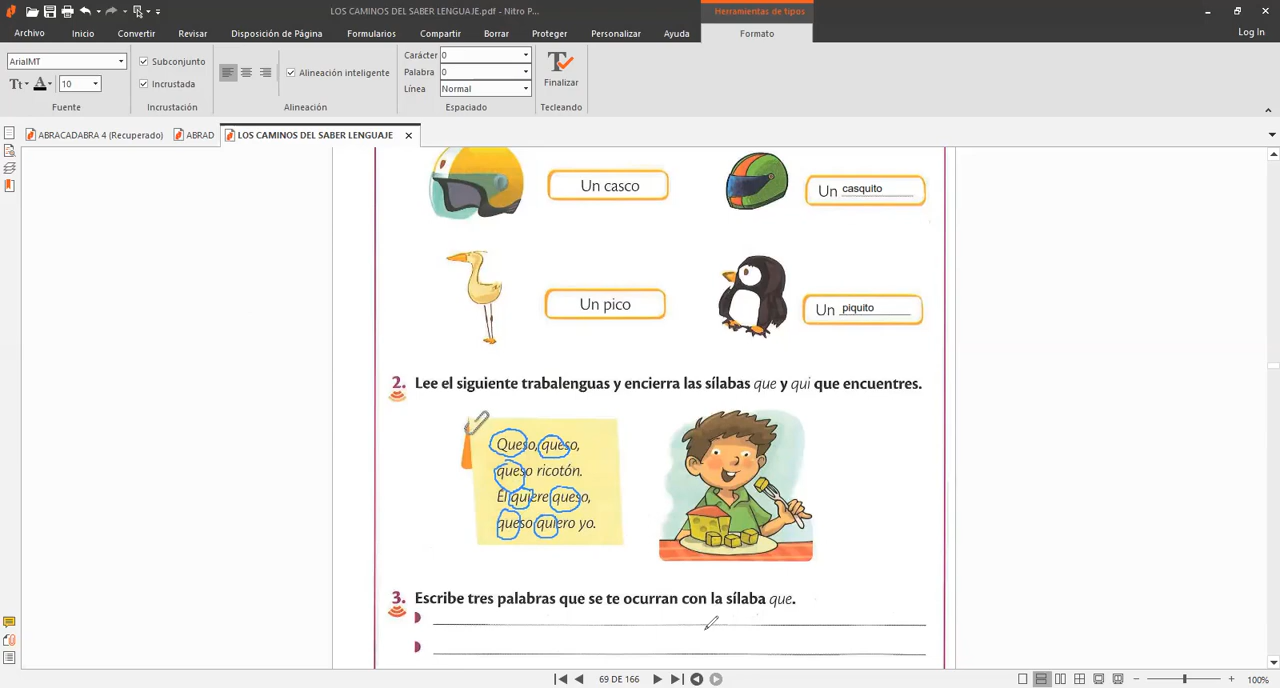 LOS CAMINOS DEL SABER LENGUAJE.pdf - Nitro P...
Herramientas de tipos
Archivo Inicio Convertir Revisar Disposición de Página Formularios Compartir Borrar Proteger Personalizar Ayuda Formato Log In
ArialMT
Tt A 10
Fuente
Subconjunto
Incrustada
Incrustación
Alineación inteligente
Alineación
Carácter 0
Palabra 0
Línea Normal
Espaciado
Finalizar
Tecleando
ABRACADABRA 4 (Recuperado) ABRAD LOS CAMINOS DEL SABER LENGUAJE
Un casco
Un casquito
Un pico
Un piquito
2. Lee el siguiente trabalenguas y encierra las sílabas que y qui que encuentres.
Queso, queso,
queso ricotón.
Él quiere queso,
queso quiero yo.
3. Escribe tres palabras que se te ocurran con la sílaba que.
69 DE 166
100%